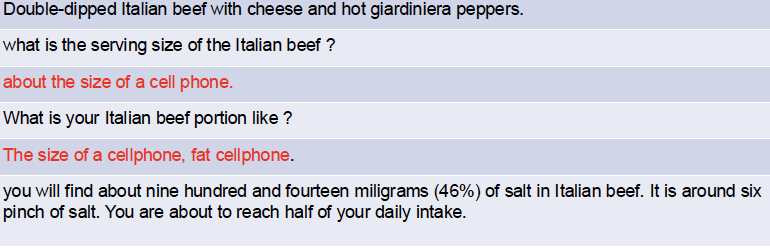 Double-dipped Italian beef with cheese and hot giardiniera peppers.
what is the serving size of the Italian beef ?
about the size of a cell phone.
What is your Italian beef portion like ?
The size of a cellphone, fat cellphone.
you will find about nine hundred and fourteen miligrams (46%) of salt in Italian beef. It is around six
pinch of salt. You are about to reach half of your daily intake.